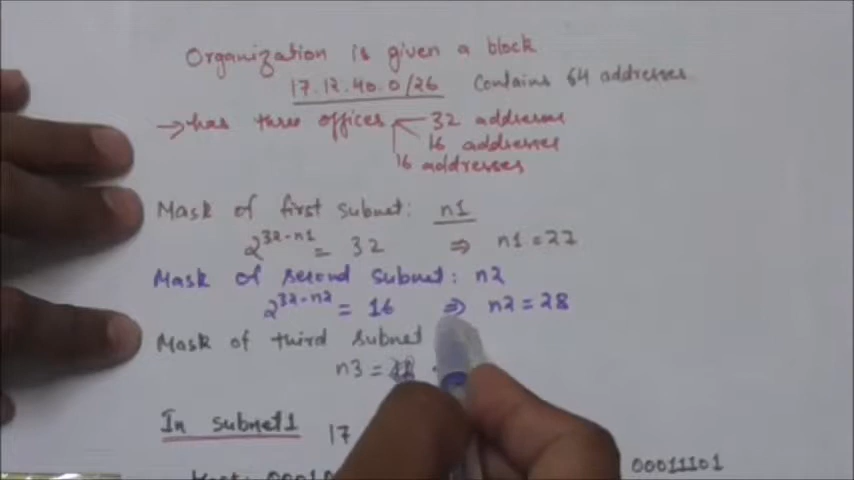 Organization is given a block
17.12.40.0/26 Contains 64 addresses
→ has three offices 32 addresses
16 addresses
16 addresses
Mask of first subnet: n1
2^32-n1 = 32 ⇒ n1 = 27
Mask of second subnet: n2
2^32-n2 = 16 ⇒ n2 = 28
Mask of third subnet
n3 =
In subnet1 17
00011101